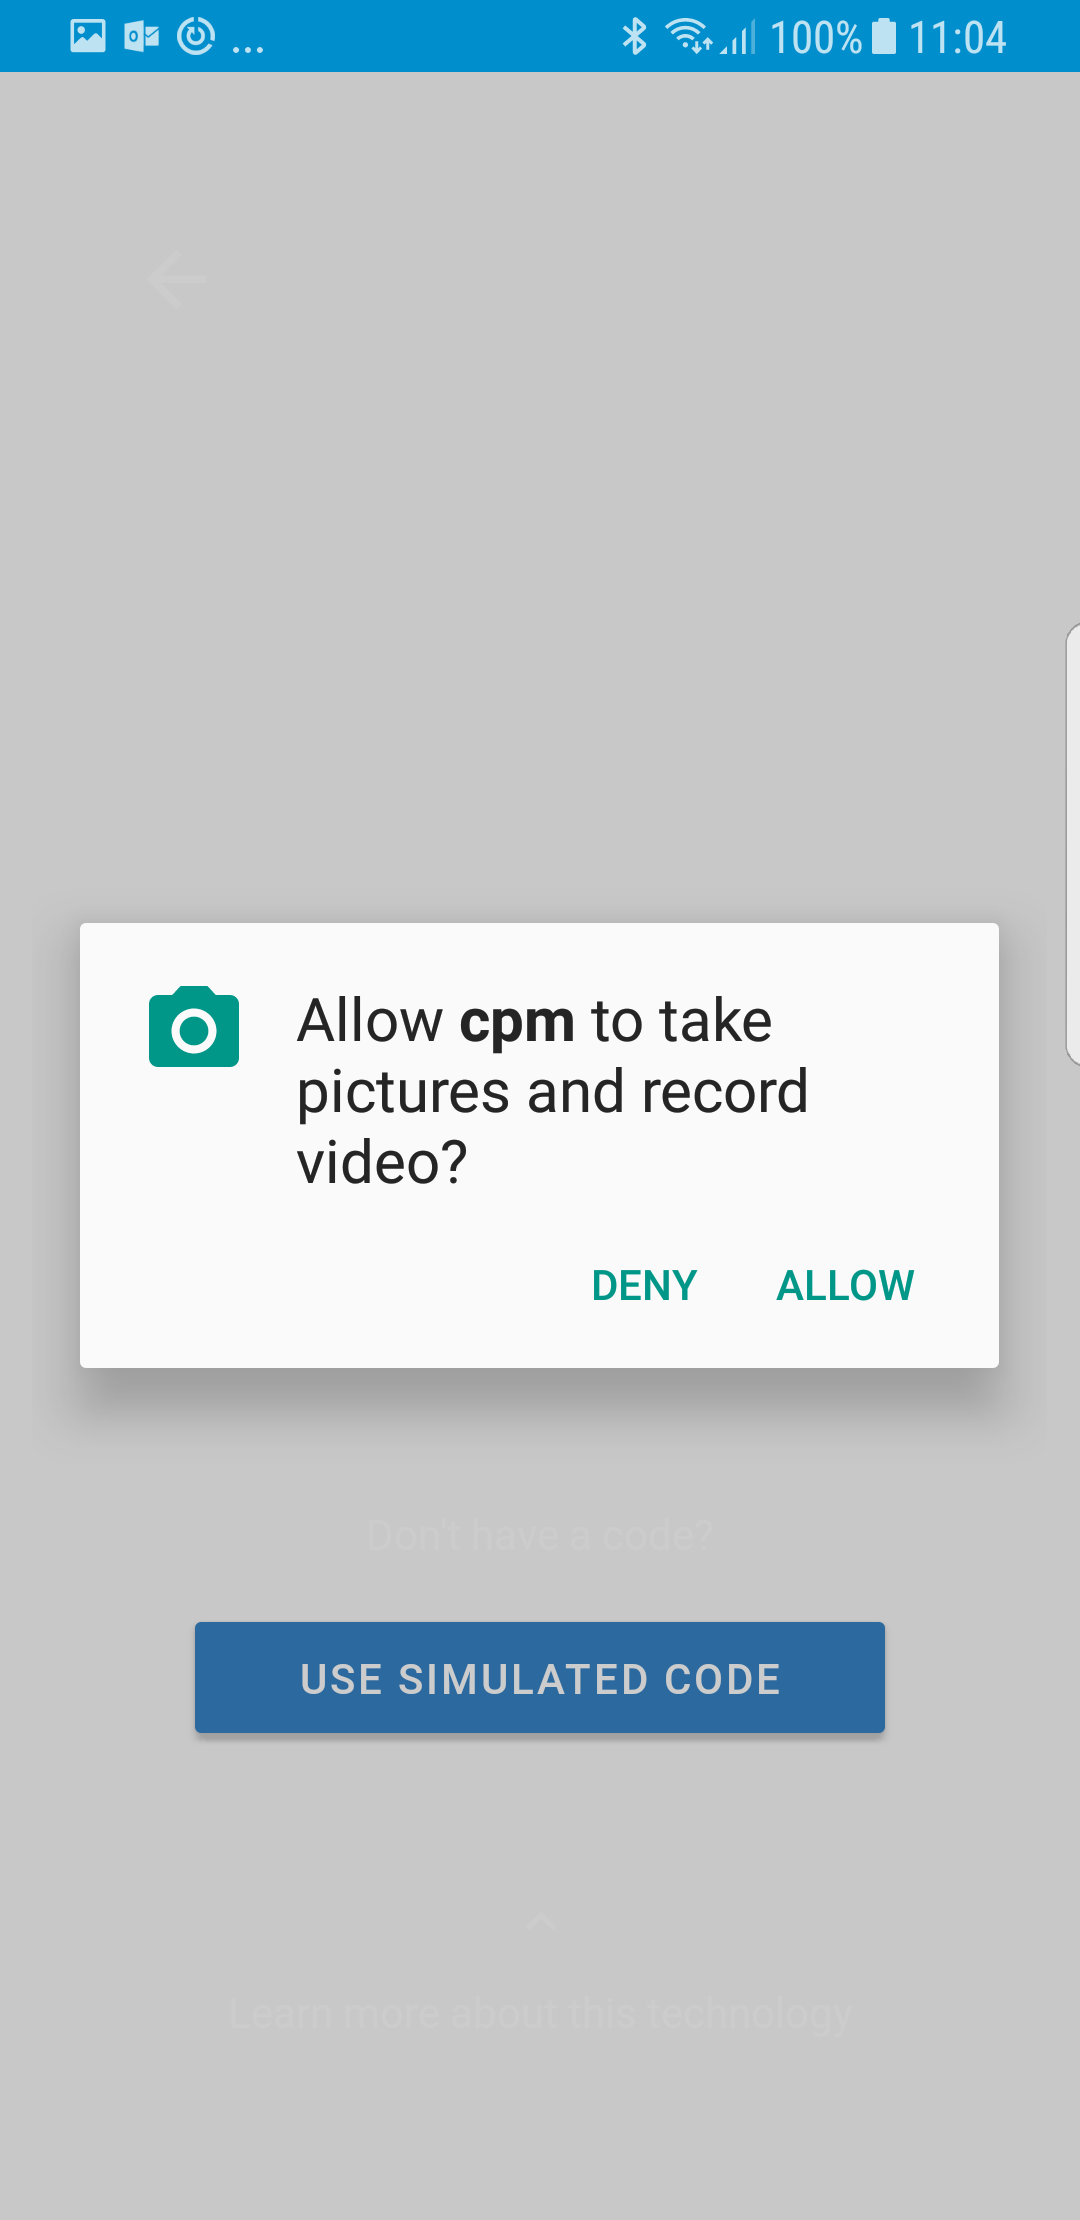 ... 100% 11:04
Allow cpm to take
pictures and record
video?
DENY ALLOW
Don't have a code?
USE SIMULATED CODE
Learn more about this technology